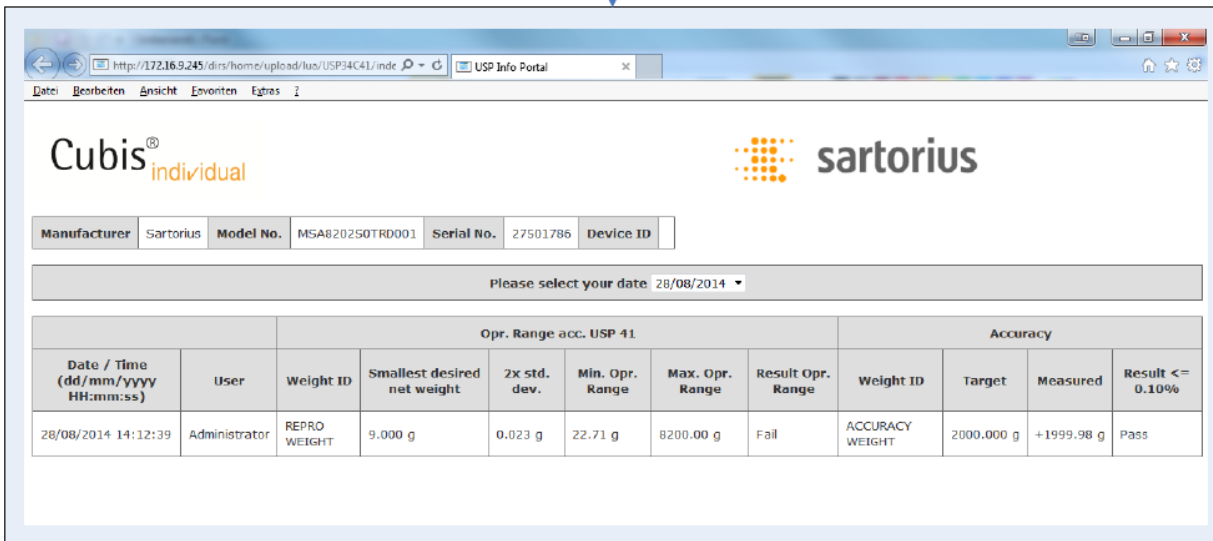 http://172.16.9.245/dirs/home/upload/lua/USP34C41/inde
USP Info Portal
Datei Bearbeiten Ansicht Favoriten Extras ?
Cubis®
individual
sartorius
Manufacturer Sartorius Model No. MSA8202S0TRD001 Serial No. 27501786 Device ID
Please select your date 28/08/2014
Opr. Range acc. USP 41 Accuracy
Date / Time
(dd/mm/yyyy
HH:mm:ss)
User
Weight ID
Smallest desired
net weight
2x std.
dev.
Min. Opr.
Range
Max. Opr.
Range
Result Opr.
Range
Weight ID
Target
Measured
Result <=
0.10%
28/08/2014 14:12:39
Administrator
REPRO
WEIGHT
9.000 g
0.023 g
22.71 g
8200.00 g
Fail
ACCURACY
WEIGHT
2000.000 g
+1999.98 g
Pass